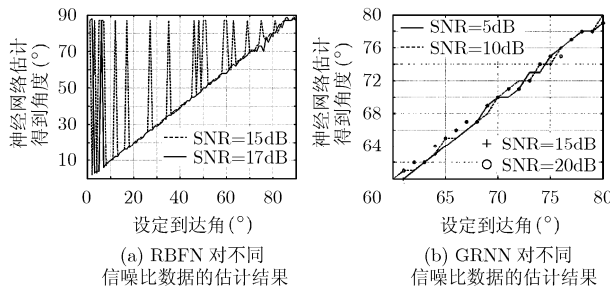 90
70
50
30
10
0
20
40
60
80
神经网络估计
得到角度(°)
SNR=15dB
SNR=17dB
设定到达角(°)
(a) RBFN 对不同
信噪比数据的估计结果
80
76
72
68
64
60
65
70
75
80
神经网络估计
得到角度(°)
SNR=5dB
SNR=10dB
SNR=15dB
SNR=20dB
设定到达角(°)
(b) GRNN 对不同
信噪比数据的估计结果